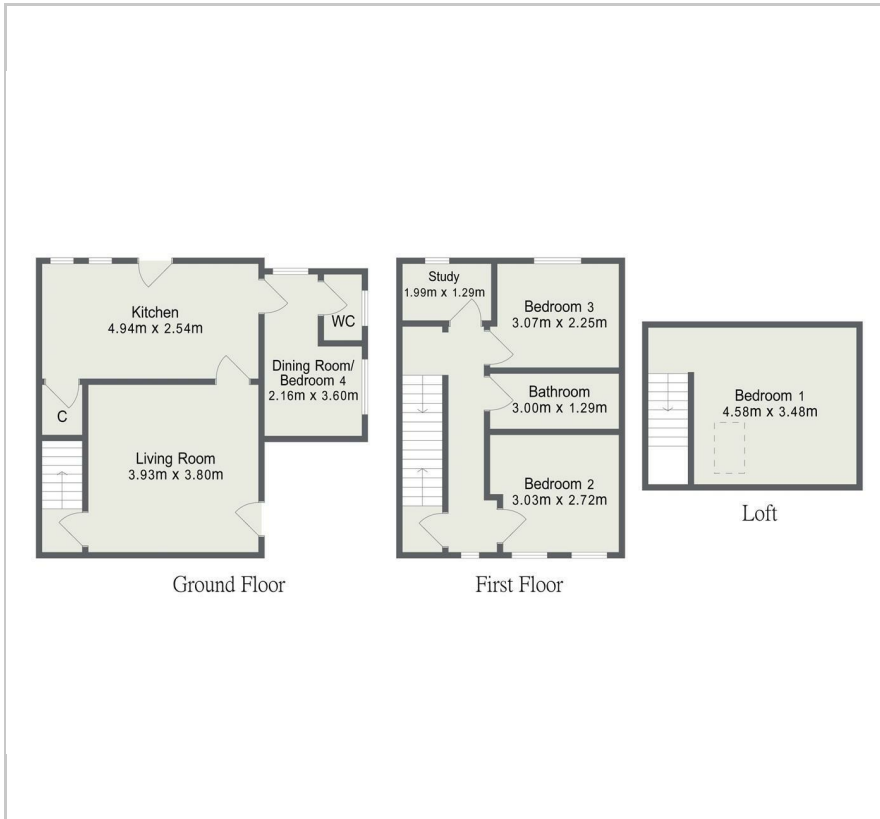 Kitchen
4.94m x 2.54m
WC
Dining Room/
Bedroom 4
2.16m x 3.60m
C
Living Room
3.93m x 3.80m
Ground Floor
Study
1.99m x 1.29m
Bedroom 3
3.07m x 2.25m
Bathroom
3.00m x 1.29m
Bedroom 2
3.03m x 2.72m
First Floor
Bedroom 1
4.58m x 3.48m
Loft